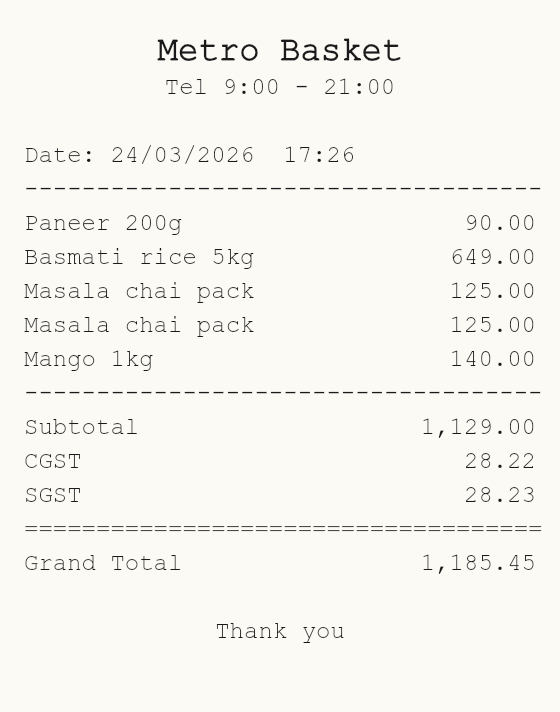 Metro Basket
Tel 9:00 - 21:00
Date: 24/03/2026  17:26
------------------------------------
Paneer 200g 90.00
Basmati rice 5kg 649.00
Masala chai pack 125.00
Masala chai pack 125.00
Mango 1kg 140.00
------------------------------------
Subtotal 1,129.00
CGST 28.22
SGST 28.23
====================================
Grand Total 1,185.45
Thank you